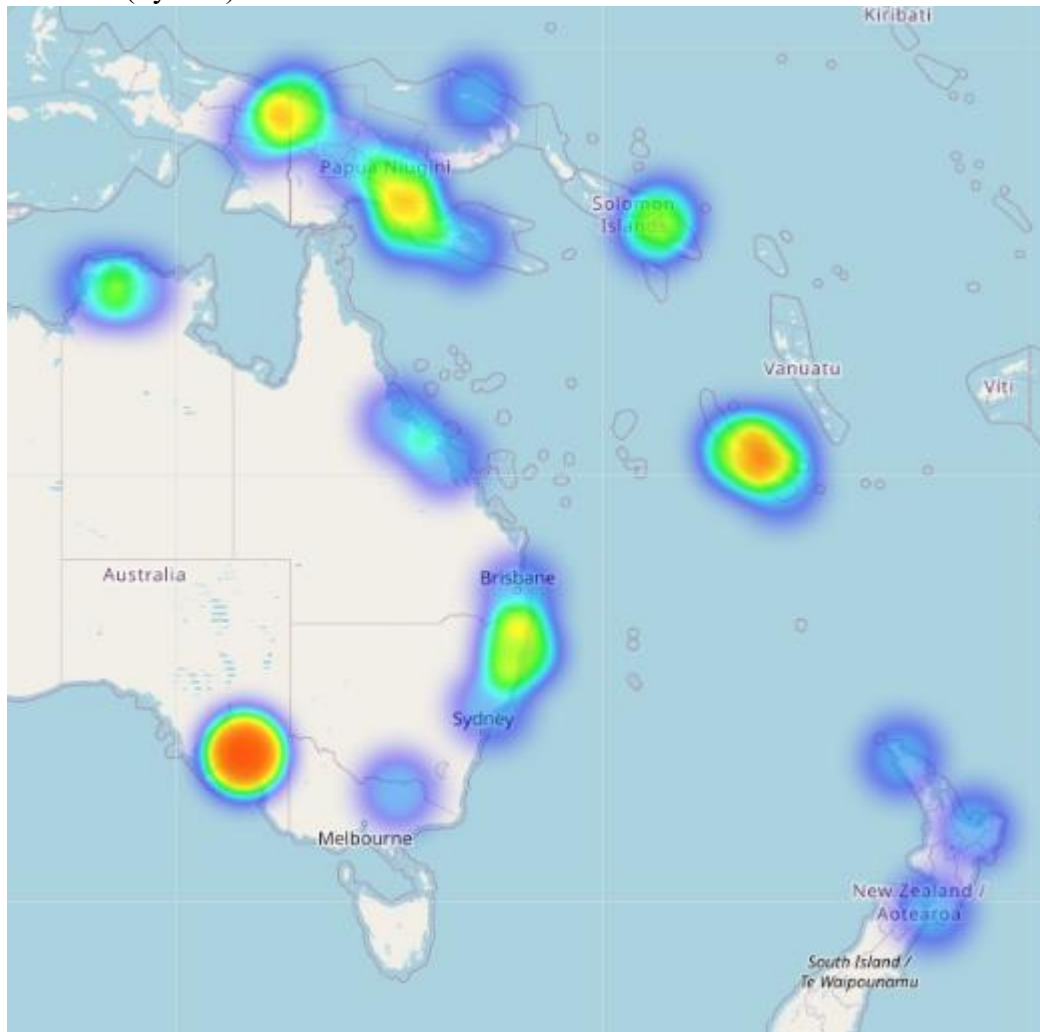 Kiribati
Papua Niugini
Solomon
Islands
Vanuatu
Viti
Australia
Brisbane
Sydney
Melbourne
New Zealand /
Aotearoa
South Island /
Te Waipounamu